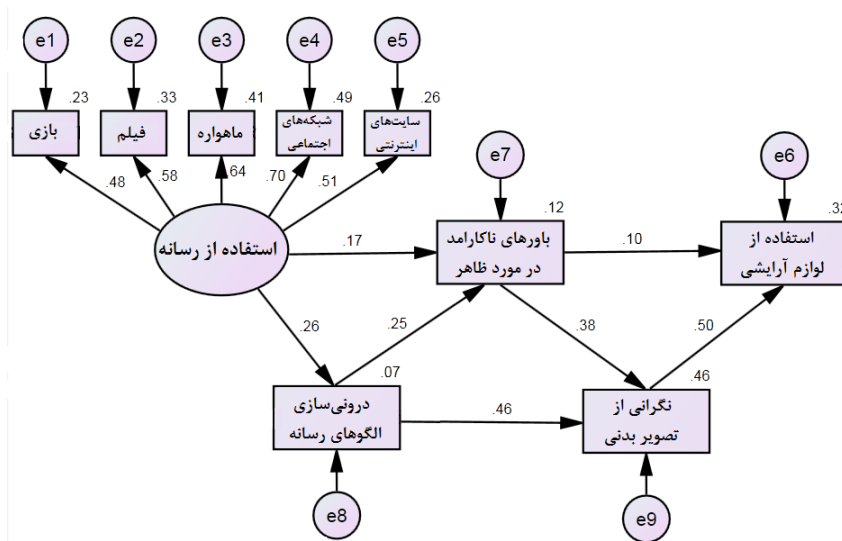 e1
e2
e3
e4
e5
.23
.33
.41
.49
.26
بازی
فیلم
ماهواره
شبکه‌های
اجتماعی
سایت‌های
اینترنتی
.48
.58
.64
.70
.51
e7
e6
استفاده از رسانه
.17
.12
باورهای ناکارامد
در مورد ظاهر
.10
.32
استفاده از
لوازم آرایشی
.26
.25
.38
.50
.07
درونی‌سازی
الگوهای رسانه
.46
.46
نگرانی از
تصویر بدنی
e8
e9